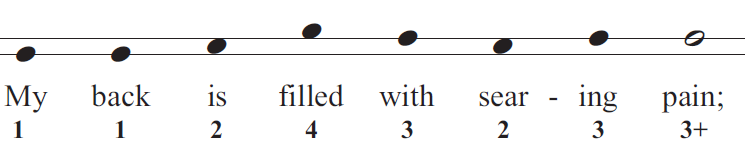 My back is filled with sear - ing pain;
1 1 2 4 3 2 3 3+